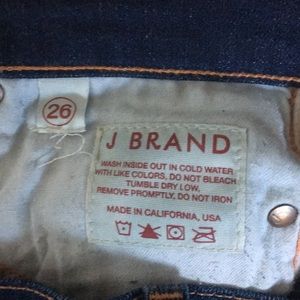 26
J BRAND
WASH INSIDE OUT IN COLD WATER
WITH LIKE COLORS, DO NOT BLEACH
TUMBLE DRY LOW,
REMOVE PROMPTLY, DO NOT IRON
MADE IN CALIFORNIA, USA